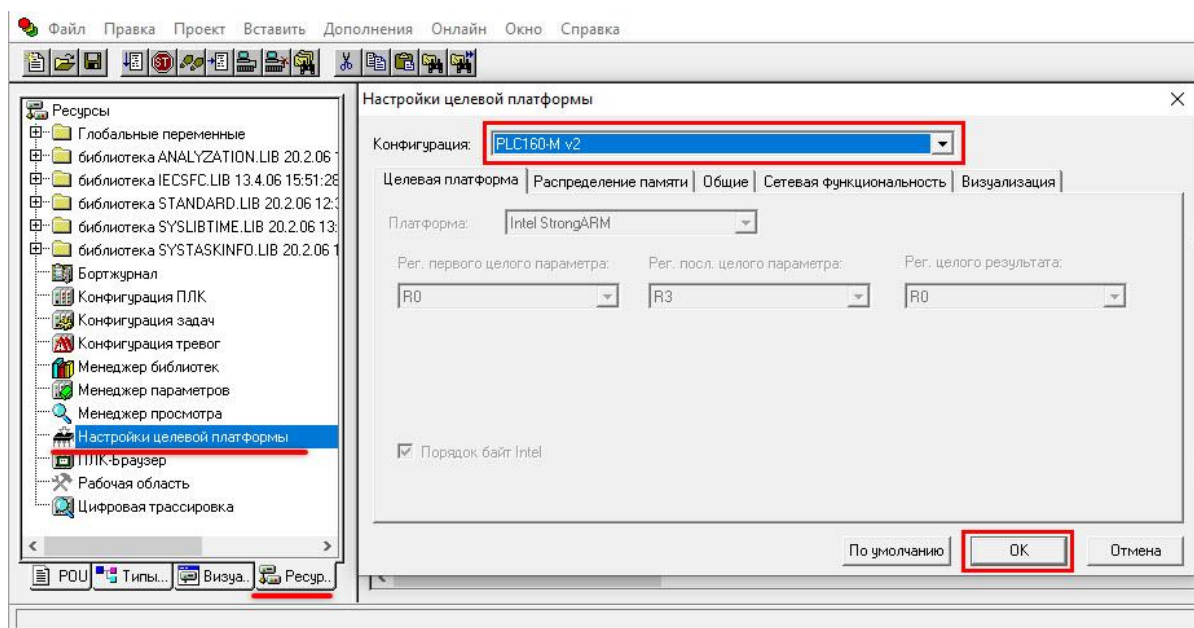 Файл Правка Проект Вставить Дополнения Онлайн Окно Справка
Ресурсы
Глобальные переменные
библиотека ANALYZATION.LIB 20.2.06 1
библиотека IECSFC.LIB 13.4.06 15:51:28
библиотека STANDARD.LIB 20.2.06 12:3
библиотека SYSLIBTIME.LIB 20.2.06 13:
библиотека SYSTASKINFO.LIB 20.2.06 1
Бортжурнал
Конфигурация ПЛК
Конфигурация задач
Конфигурация тревог
Менеджер библиотек
Менеджер параметров
Менеджер просмотра
Настройки целевой платформы
ПЛК-Браузер
Рабочая область
Цифровая трассировка
POU Типы... Визуа.. Ресур..
Настройки целевой платформы
Конфигурация: PLC160-M v2
Целевая платформа Распределение памяти Общие Сетевая функциональность Визуализация
Платформа: Intel StrongARM
Рег. первого целого параметра: Рег. посл. целого параметра: Рег. целого результата:
R0 R3 R0
Порядок байт Intel
По умолчанию OK Отмена